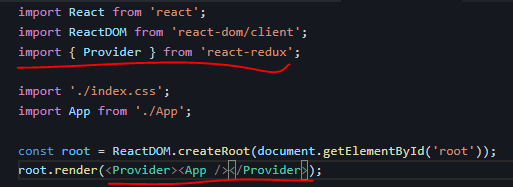 import React from 'react';
import ReactDOM from 'react-dom/client';
import { Provider } from 'react-redux';
import './index.css';
import App from './App';
const root = ReactDOM.createRoot(document.getElementById('root'));
root.render(<Provider><App /></Provider>);